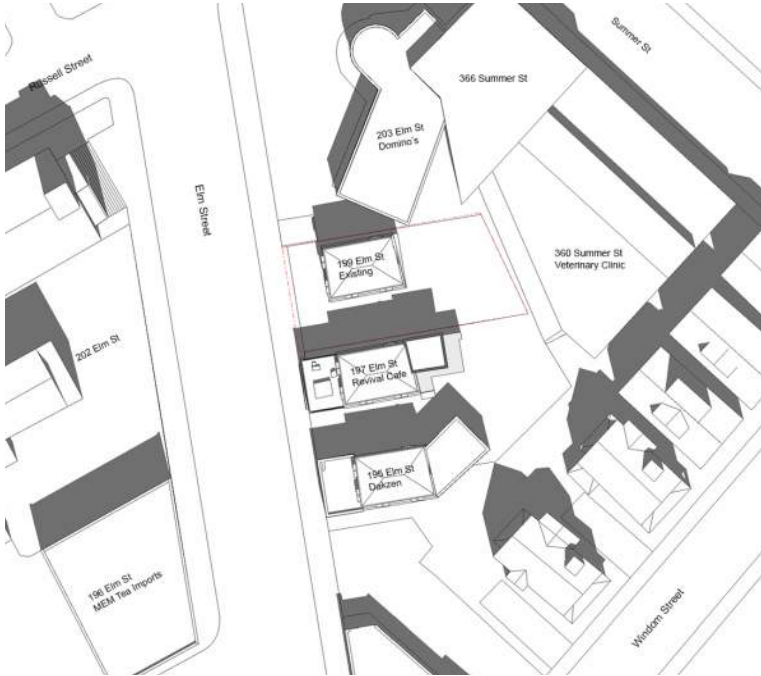 Russell Street
Summer St
366 Summer St
203 Elm St
Domino's
Elm Street
199 Elm St
Existing
360 Summer St
Veterinary Clinic
202 Elm St
197 Elm St
Revival Cafe
195 Elm St
Dakzen
196 Elm St
MEM Tea Imports
Windom Street